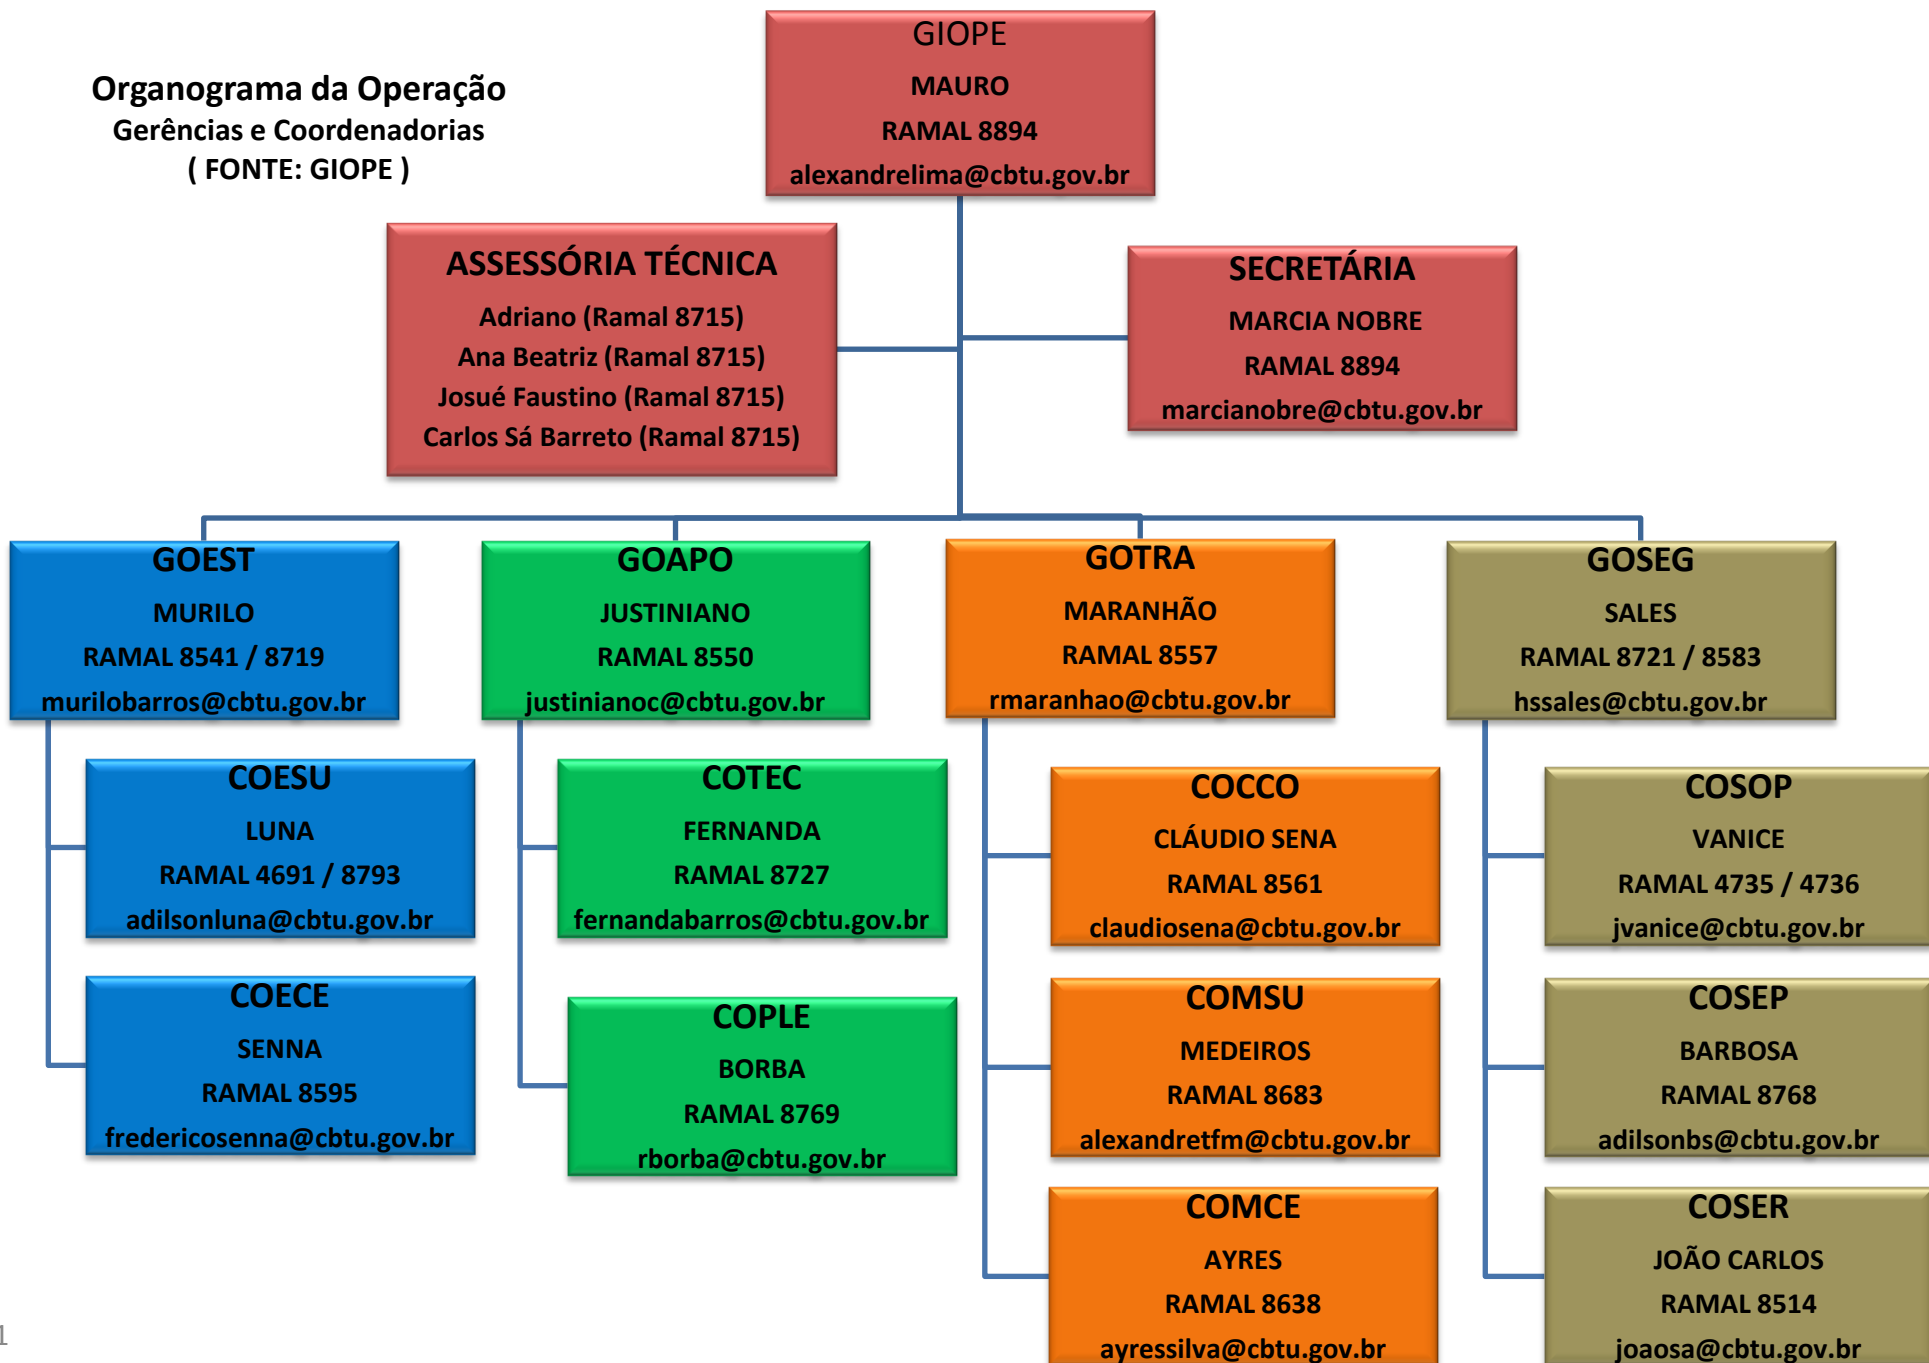 Organograma da Operação
Gerências e Coordenadorias
( FONTE: GIOPE )
GIOPE
MAURO
RAMAL 8894
alexandrelima@cbtu.gov.br
ASSESSÓRIA TÉCNICA
Adriano (Ramal 8715)
Ana Beatriz (Ramal 8715)
Josué Faustino (Ramal 8715)
Carlos Sá Barreto (Ramal 8715)
SECRETÁRIA
MARCIA NOBRE
RAMAL 8894
marcianobre@cbtu.gov.br
GOEST
MURILO
RAMAL 8541 / 8719
murilobarros@cbtu.gov.br
COESU
LUNA
RAMAL 4691 / 8793
adilsonluna@cbtu.gov.br
COECE
SENNA
RAMAL 8595
fredericosenna@cbtu.gov.br
GOAPO
JUSTINIANO
RAMAL 8550
justinianoc@cbtu.gov.br
COTEC
FERNANDA
RAMAL 8727
fernandabarros@cbtu.gov.br
COPLE
BORBA
RAMAL 8769
rborba@cbtu.gov.br
GOTRA
MARANHÃO
RAMAL 8557
rmaranhao@cbtu.gov.br
COCCO
CLÁUDIO SENA
RAMAL 8561
claudiosena@cbtu.gov.br
COMSU
MEDEIROS
RAMAL 8683
alexandretfm@cbtu.gov.br
COMCE
AYRES
RAMAL 8638
ayressilva@cbtu.gov.br
GOSEG
SALES
RAMAL 8721 / 8583
hssales@cbtu.gov.br
COSOP
VANICE
RAMAL 4735 / 4736
jvanice@cbtu.gov.br
COSEP
BARBOSA
RAMAL 8768
adilsonbs@cbtu.gov.br
COSER
JOÃO CARLOS
RAMAL 8514
joaosa@cbtu.gov.br
1